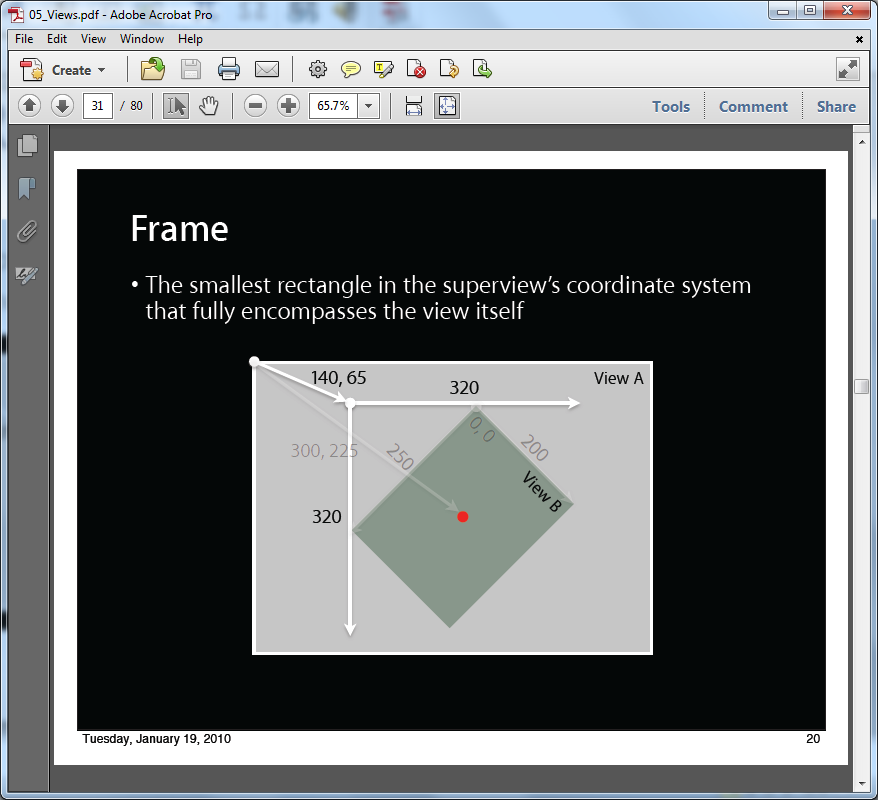 05_Views.pdf - Adobe Acrobat Pro
File Edit View Window Help
Create
31 / 80 65.7% Tools Comment Share
Frame
• The smallest rectangle in the superview's coordinate system
that fully encompasses the view itself
140, 65
320
View A
0, 0
300, 225
250
200
View B
320
Tuesday, January 19, 2010
20